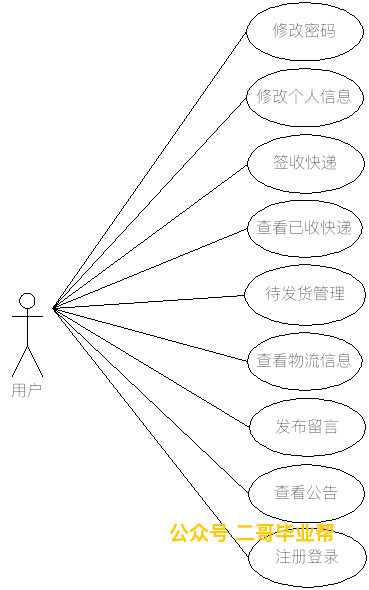 修改密码
修改个人信息
签收快递
查看已收快递
待发货管理
查看物流信息
用户
发布留言
查看公告
公众号 二哥毕业帮
注册登录